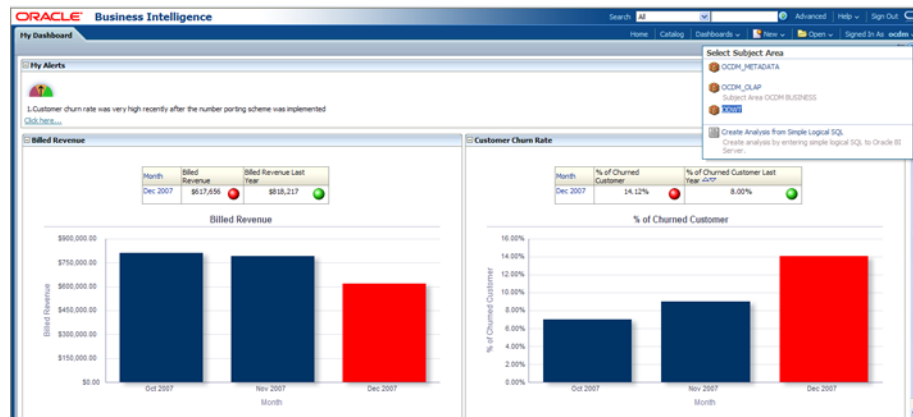 ORACLE Business Intelligence
Search All Advanced Help Sign Out
My Dashboard
Home Catalog Dashboards New Open Signed In As ocdm
Select Subject Area
OCDM_METADATA
OCDM_OLAP
Subject Area OCDM BUSINESS
Create Analysis from Simple Logical SQL
Create analysis by entering simple logical SQL to Oracle BI
Server.
My Alerts
1.Customer churn rate was very high recently after the number porting scheme was implemented
Click here...
Billed Revenue
Month Billed Revenue Billed Revenue Last Year
Dec 2007 $617,656 $818,217
Billed Revenue
$900,000.00
$750,000.00
$600,000.00
$450,000.00
$300,000.00
$150,000.00
$0.00
Billed Revenue
Oct 2007 Nov 2007 Dec 2007
Month
Customer Churn Rate
Month % of Churned Customer % of Churned Customer Last Year
Dec 2007 14.12% 8.00%
% of Churned Customer
16.00%
14.00%
12.00%
10.00%
8.00%
6.00%
4.00%
2.00%
0.00%
% of Churned Customer
Oct 2007 Nov 2007 Dec 2007
Month